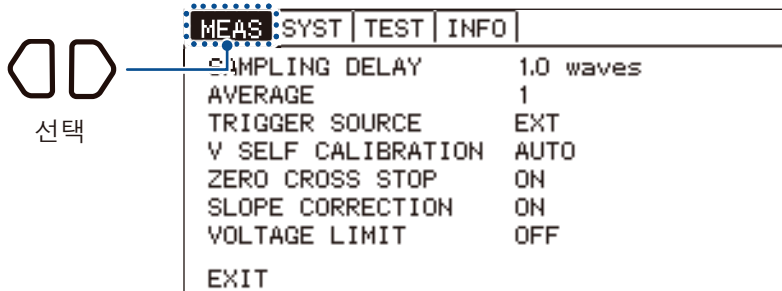 MEAS SYST TEST INFO
선택
SAMPLING DELAY 1.0 waves
AVERAGE 1
TRIGGER SOURCE EXT
V SELF CALIBRATION AUTO
ZERO CROSS STOP ON
SLOPE CORRECTION ON
VOLTAGE LIMIT OFF
EXIT